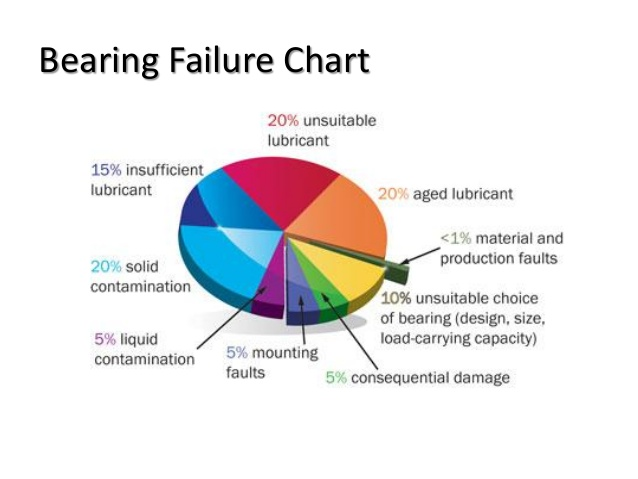 Bearing Failure Chart
20% unsuitable
lubricant
15% insufficient
lubricant
20% aged lubricant
<1% material and
production faults
20% solid
contamination
10% unsuitable choice
of bearing (design, size,
load-carrying capacity)
5% liquid
contamination
5% mounting
faults
5% consequential damage